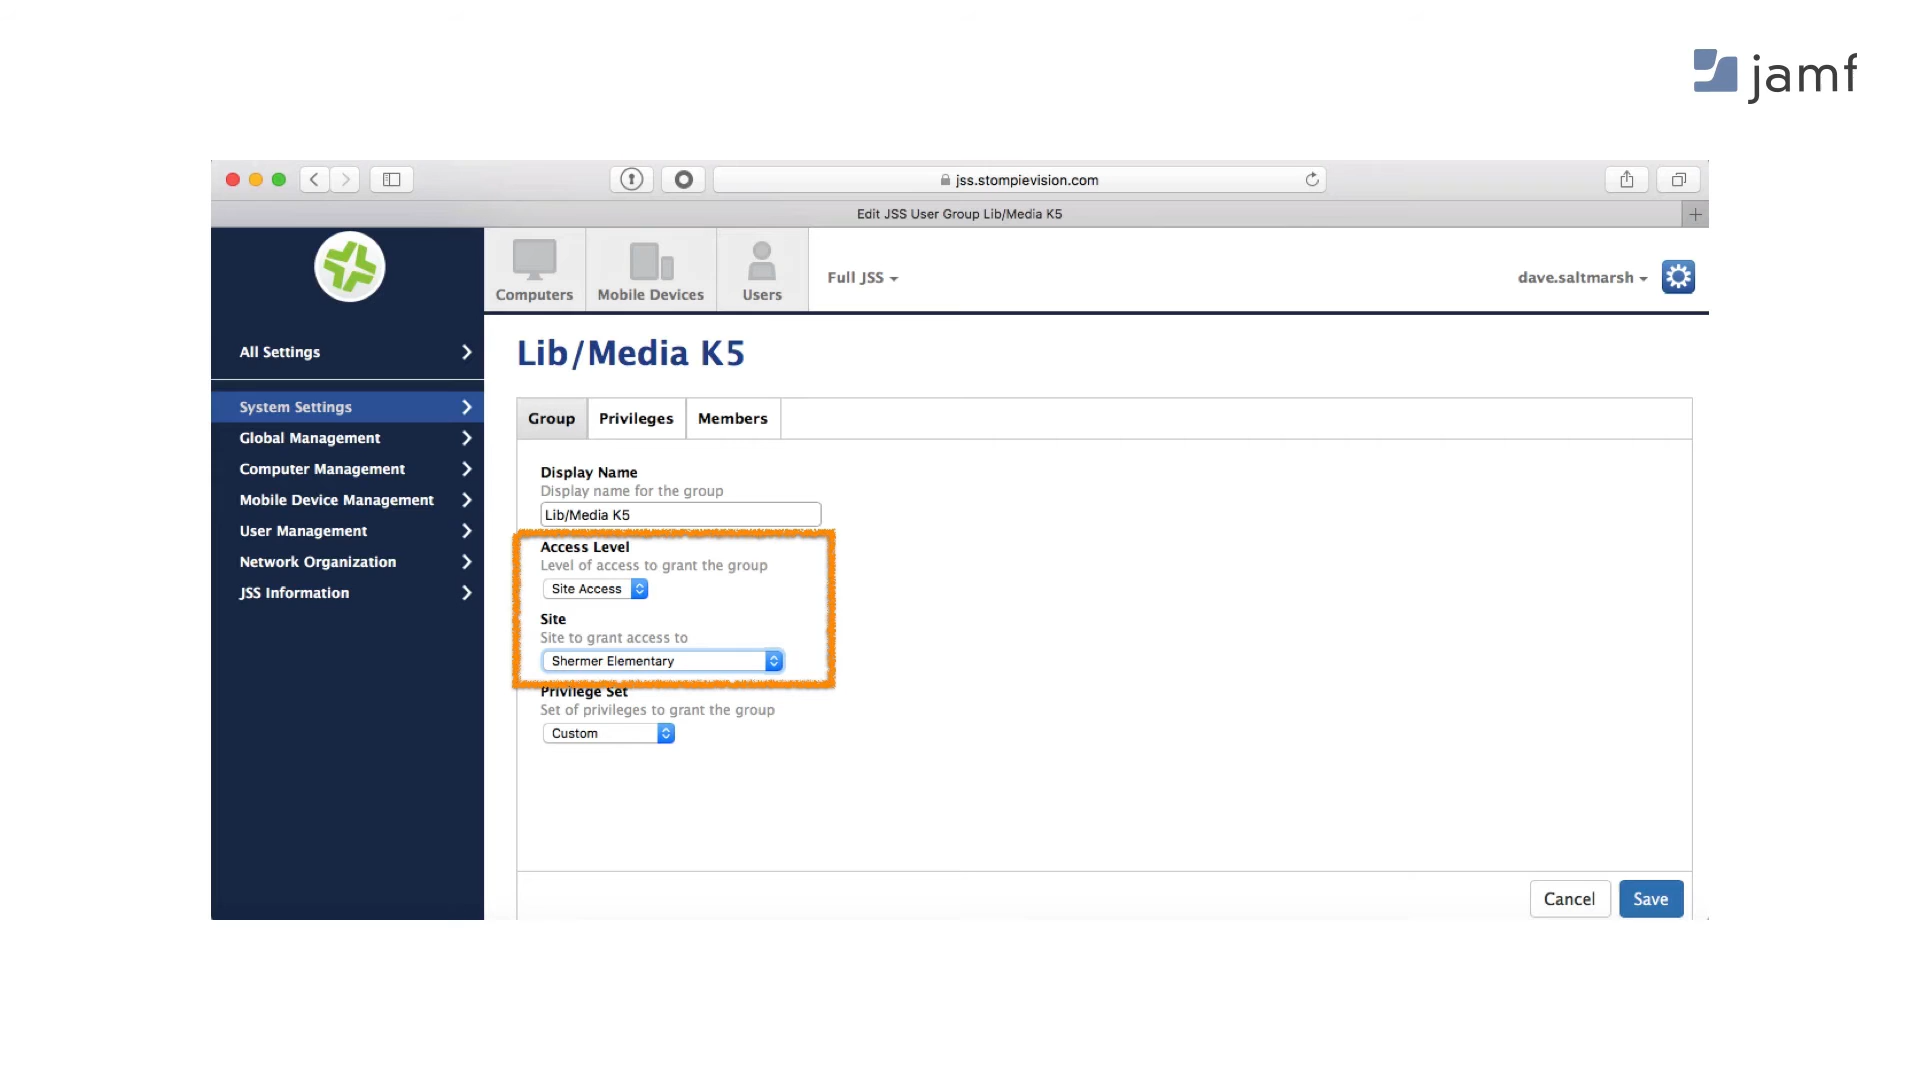 jamf
jss.stompievision.com
Edit JSS User Group Lib/Media K5
Computers
Mobile Devices
Users
Full JSS
dave.saltmarsh
All Settings
System Settings
Global Management
Computer Management
Mobile Device Management
User Management
Network Organization
JSS Information
Lib/Media K5
Group
Privileges
Members
Display Name
Display name for the group
Lib/Media K5
Access Level
Level of access to grant the group
Site Access
Site
Site to grant access to
Shermer Elementary
Privilege Set
Set of privileges to grant the group
Custom
Cancel
Save